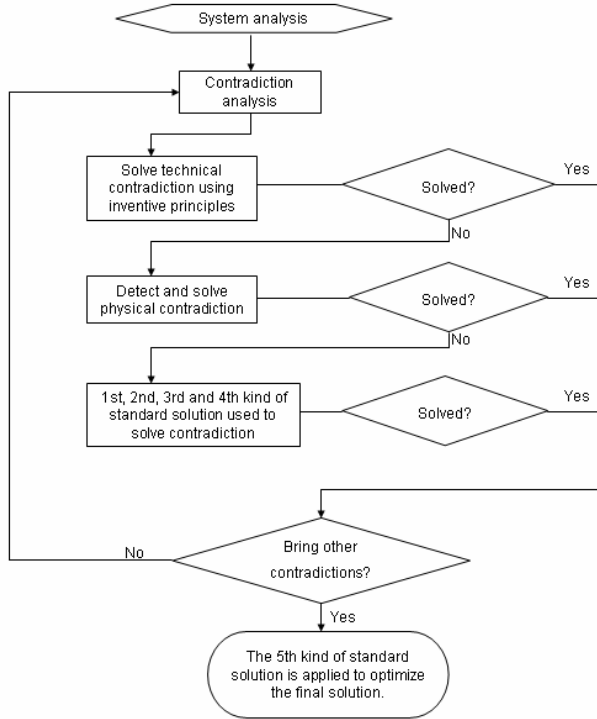 System analysis
Contradiction
analysis
Solve technical
contradiction using
inventive principles
Solved?
Yes
No
Detect and solve
physical contradiction
Solved?
Yes
No
1st, 2nd, 3rd and 4th kind of
standard solution used to
solve contradiction
Solved?
Yes
Bring other
contradictions?
No
Yes
The 5th kind of standard
solution is applied to optimize
the final solution.